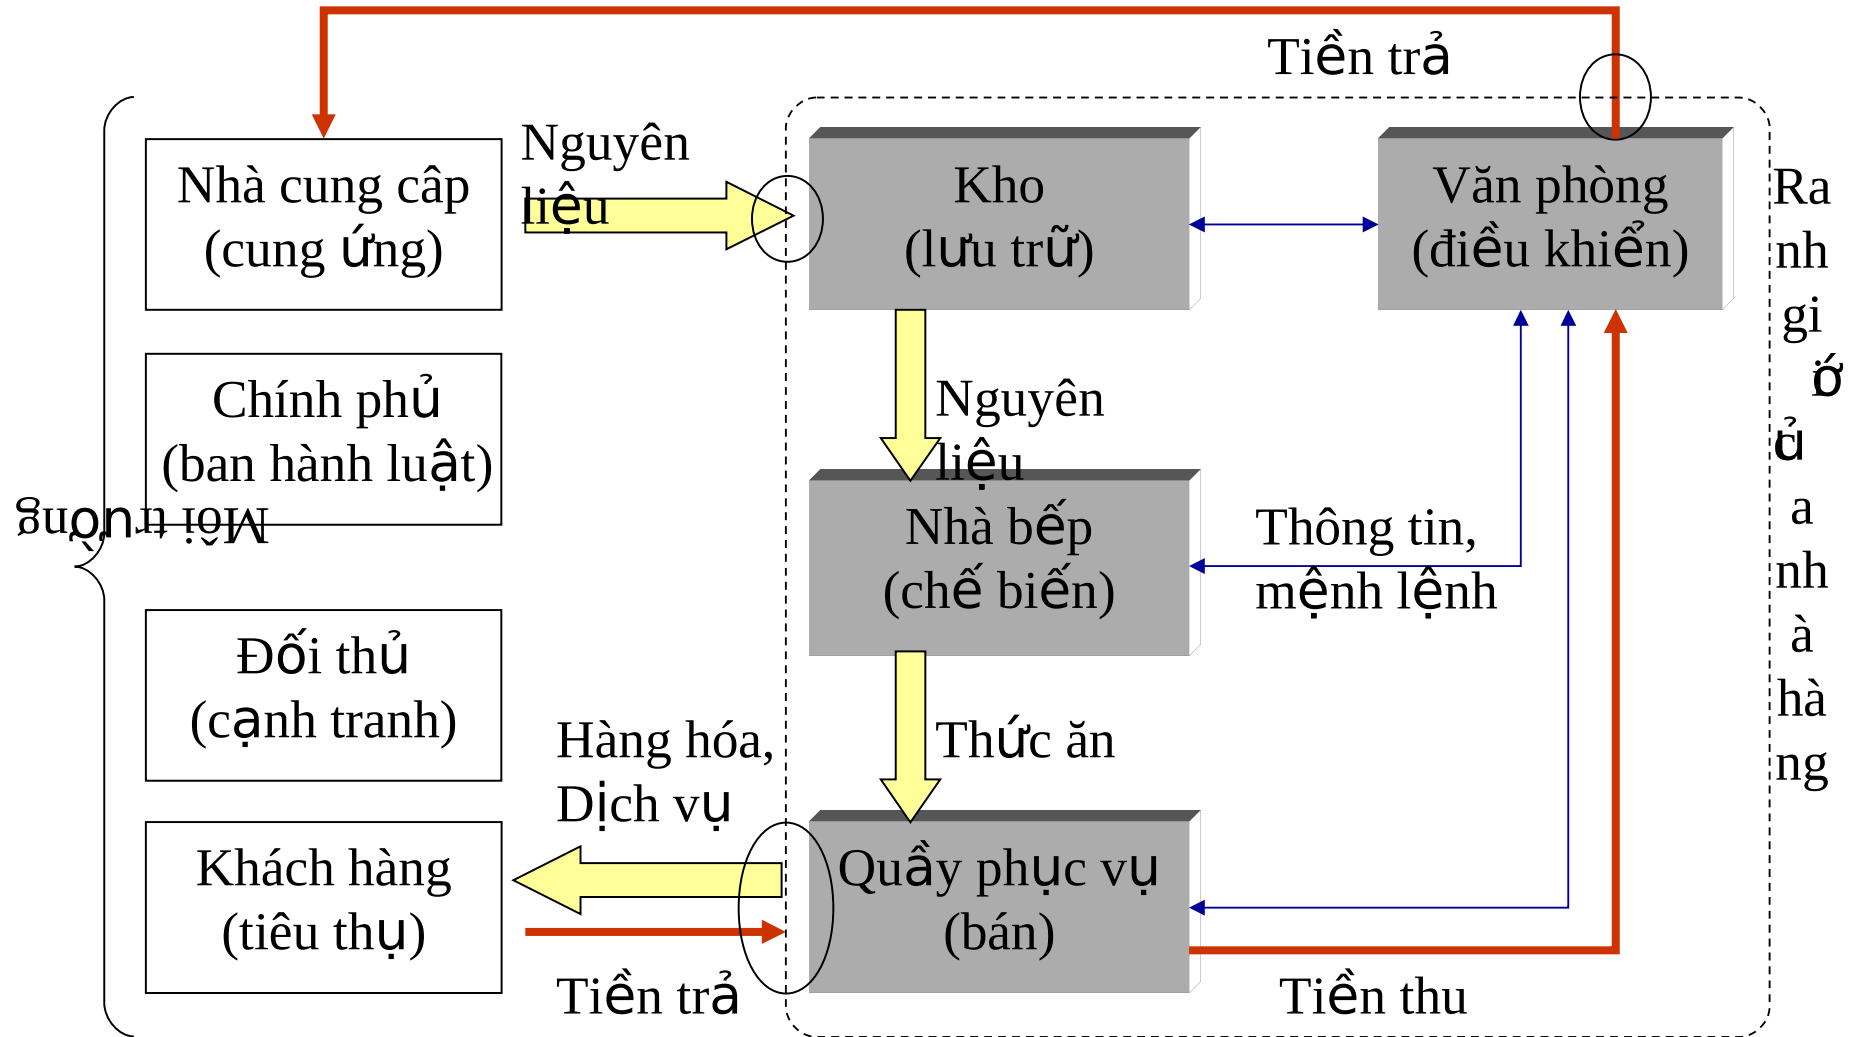 Tiền trả
Nguyên
liệu
Nhà cung câp
(cung ứng)
Kho
(lưu trữ)
Văn phòng
(điều khiển)
Chính phủ
(ban hành luật)
Nguyên
liệu
Môi trường
Nhà bếp
(chế biến)
Thông tin,
mệnh lệnh
Đối thủ
(cạnh tranh)
Hàng hóa,
Dịch vụ
Thức ăn
Khách hàng
(tiêu thụ)
Quầy phục vụ
(bán)
Tiền trả
Tiền thu
Ra
nh
gi
ới
củ
a
nh
à
hà
ng